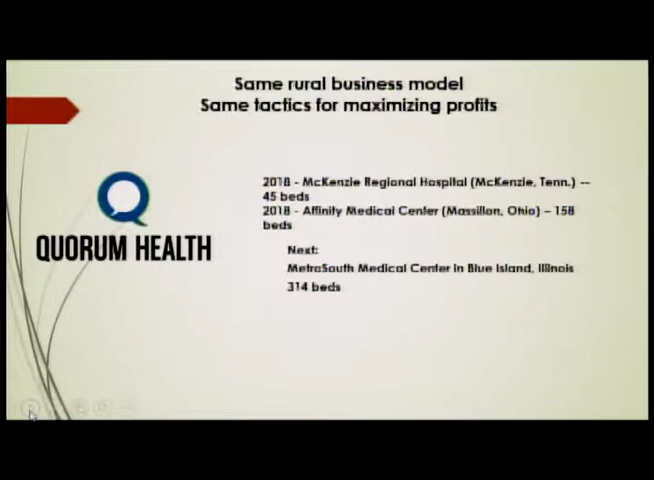 Same rural business model
Same tactics for maximizing profits
2018 - McKenzie Regional Hospital (McKenzie, Tenn.) --
45 beds
2018 - Affinity Medical Center (Massillon, Ohio) – 158
beds
QUORUM HEALTH
Next:
MetroSouth Medical Center in Blue Island, Illinois
314 beds